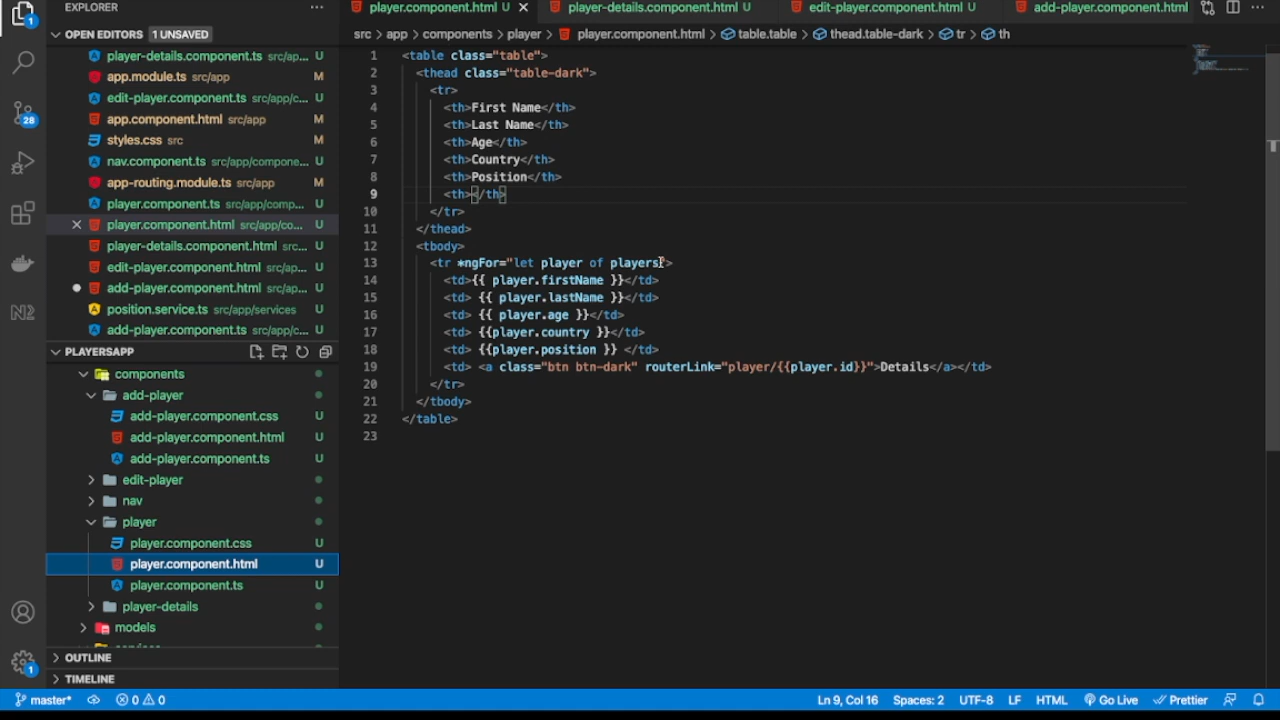 EXPLORER
OPEN EDITORS 1 UNSAVED
player-details.component.ts src/ap... U
app.module.ts src/app M
edit-player.component.ts src/app/c... U
app.component.html src/app M
styles.css src M
nav.component.ts src/app/compone... U
app-routing.module.ts src/app M
player.component.ts src/app/comp... U
player.component.html src/app/co... U
player-details.component.html src... U
edit-player.component.html src/ap... U
add-player.component.html src/ap... U
position.service.ts src/app/services U
add-player.component.ts src/app/c... U
PLAYERSAPP
components
add-player
add-player.component.css U
add-player.component.html U
add-player.component.ts U
edit-player
nav
player
player.component.css U
player.component.html U
player.component.ts U
player-details
models
OUTLINE
TIMELINE
1
28
N2
1
player.component.html U
player-details.component.html U
edit-player.component.html U
add-player.component.html
src > app > components > player > player.component.html > table.table > thead.table-dark > tr > th
1 <table class="table">
2 <thead class="table-dark">
3 <tr>
4 <th>First Name</th>
5 <th>Last Name</th>
6 <th>Age</th>
7 <th>Country</th>
8 <th>Position</th>
9 <th></th>
10 </tr>
11 </thead>
12 <tbody>
13 <tr *ngFor="let player of players">
14 <td>{{ player.firstName }}</td>
15 <td> {{ player.lastName }}</td>
16 <td> {{ player.age }}</td>
17 <td> {{player.country }}</td>
18 <td> {{player.position }} </td>
19 <td> <a class="btn btn-dark" routerLink="player/{{player.id}}">Details</a></td>
20 </tr>
21 </tbody>
22 </table>
23
master* 0 0 Ln 9, Col 16 Spaces: 2 UTF-8 LF HTML Go Live Prettier